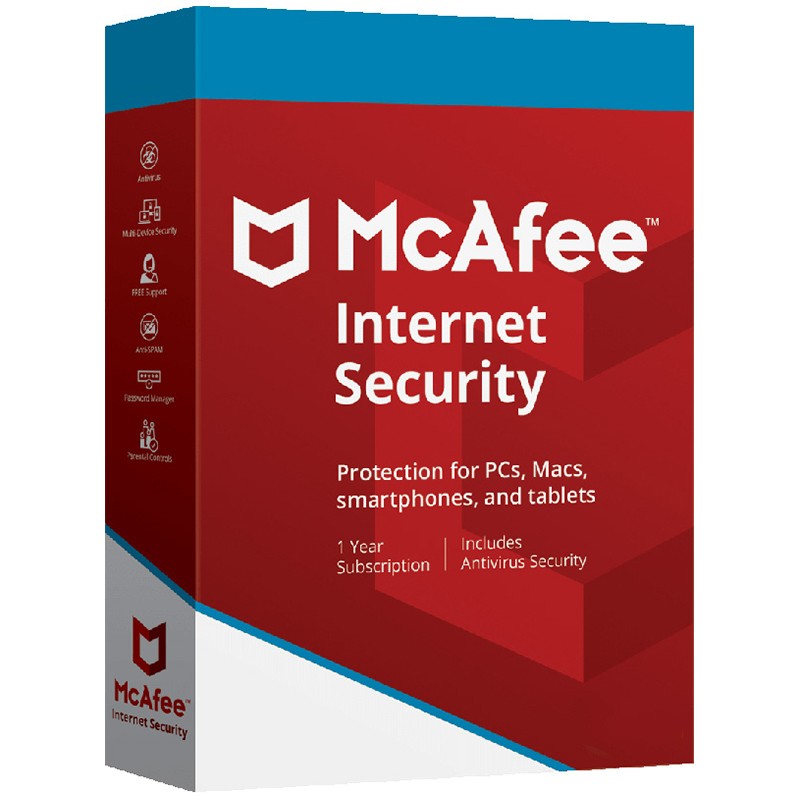 McAfee™
Internet
Security
Protection for PCs, Macs,
smartphones, and tablets
1 Year
Subscription
Includes
Antivirus Security
Antivirus
Multi-Device Security
FREE Support
Anti-SPAM
Password Manager
Parental Controls
McAfee™
Internet Security